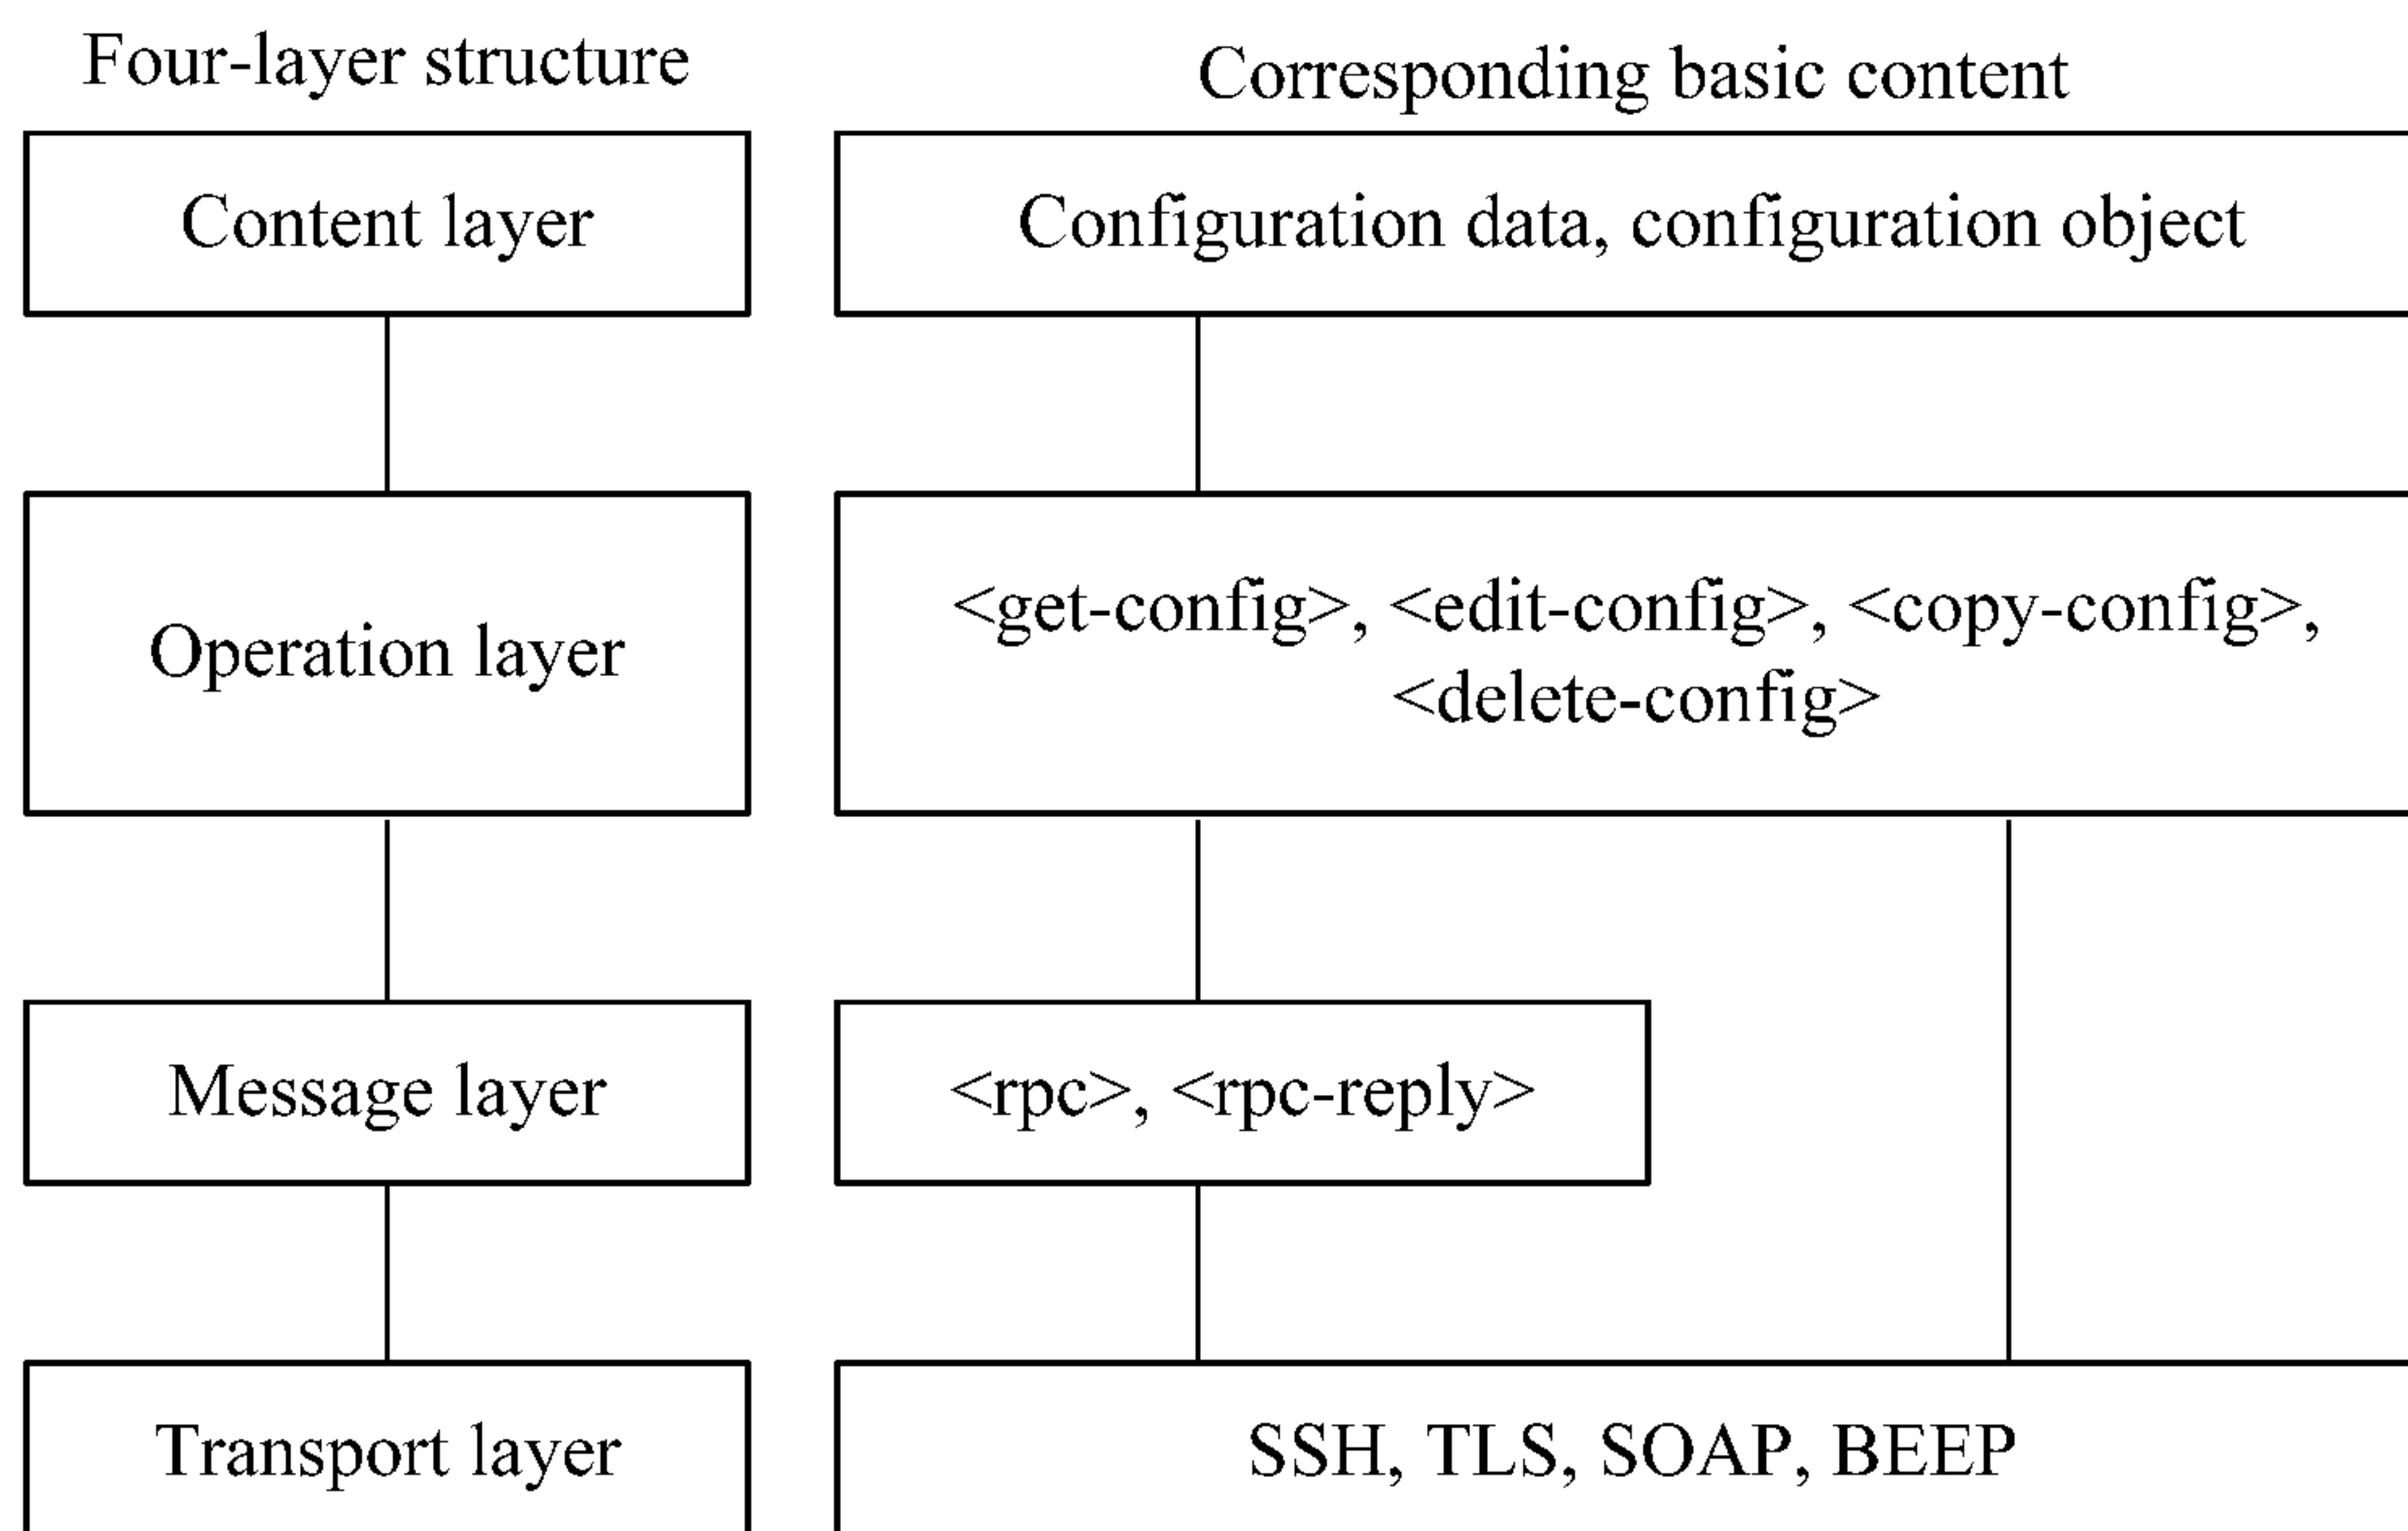 Four-layer structure
Corresponding basic content
Content layer
Configuration data, configuration object
Operation layer
<get-config>, <edit-config>, <copy-config>,
<delete-config>
Message layer
<rpc>, <rpc-reply>
Transport layer
SSH, TLS, SOAP, BEEP